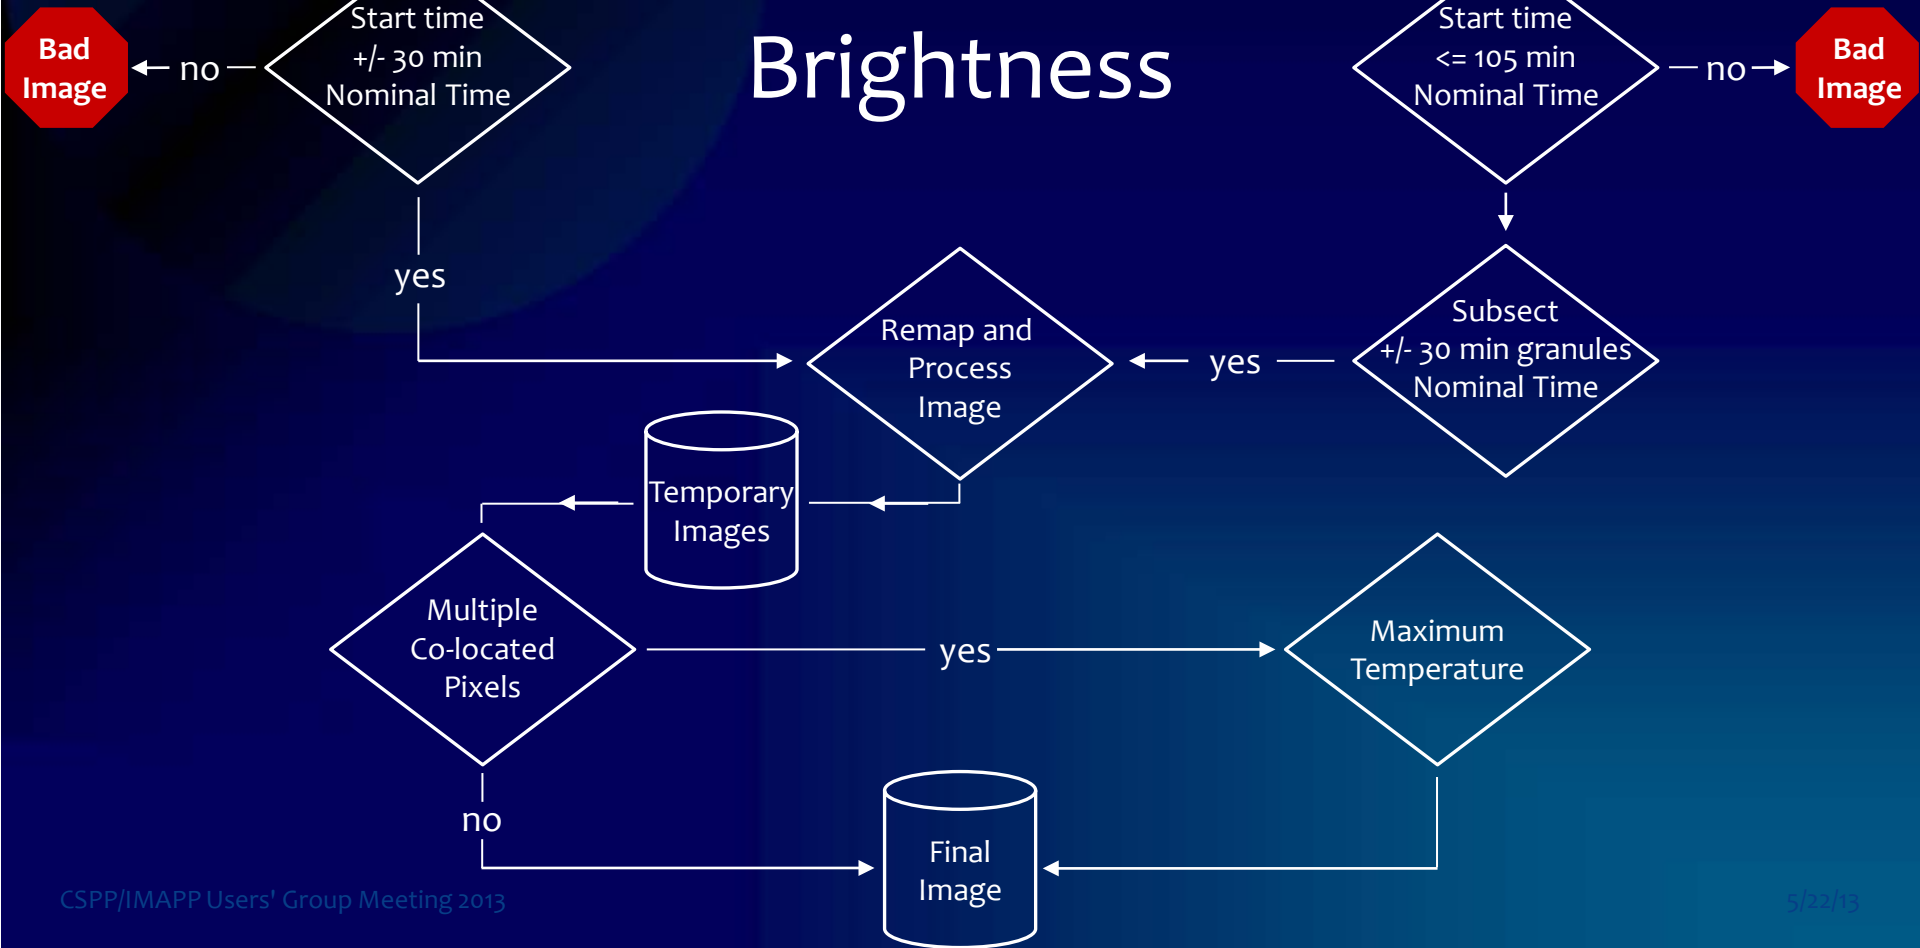 Bad
Image
no
Start time
+/- 30 min
Nominal Time
Brightness
Start time
<= 105 min
Nominal Time
no
Bad
Image
yes
Remap and
Process
Image
yes
Subsect
+/- 30 min granules
Nominal Time
Temporary
Images
Multiple
Co-located
Pixels
yes
Maximum
Temperature
no
Final
Image
CSPP/IMAPP Users' Group Meeting 2013
5/22/13